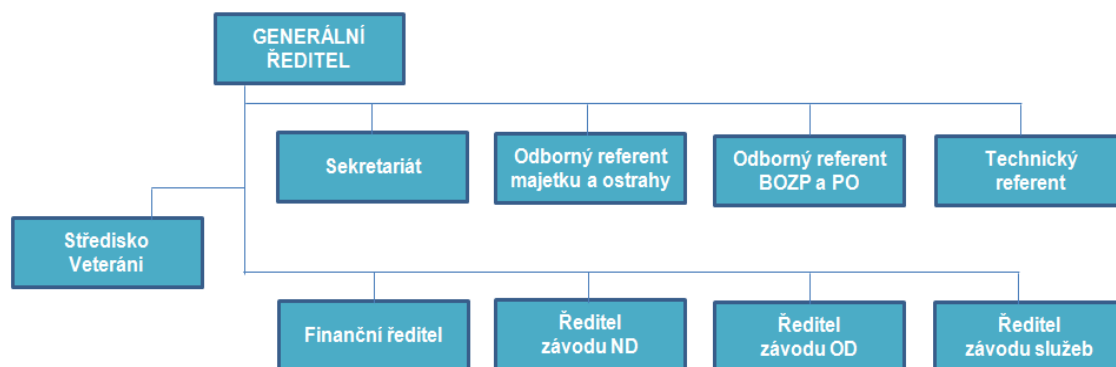 GENERÁLNÍ
ŘEDITEL
Sekretariát
Odborný referent
majetku a ostrahy
Odborný referent
BOZP a PO
Technický
referent
Středisko
Veteráni
Finanční ředitel
Ředitel
závodu ND
Ředitel
závodu OD
Ředitel
závodu služeb